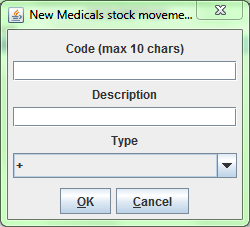 New Medicals stock moveme...
Code (max 10 chars)
Description
Type
+
OK Cancel